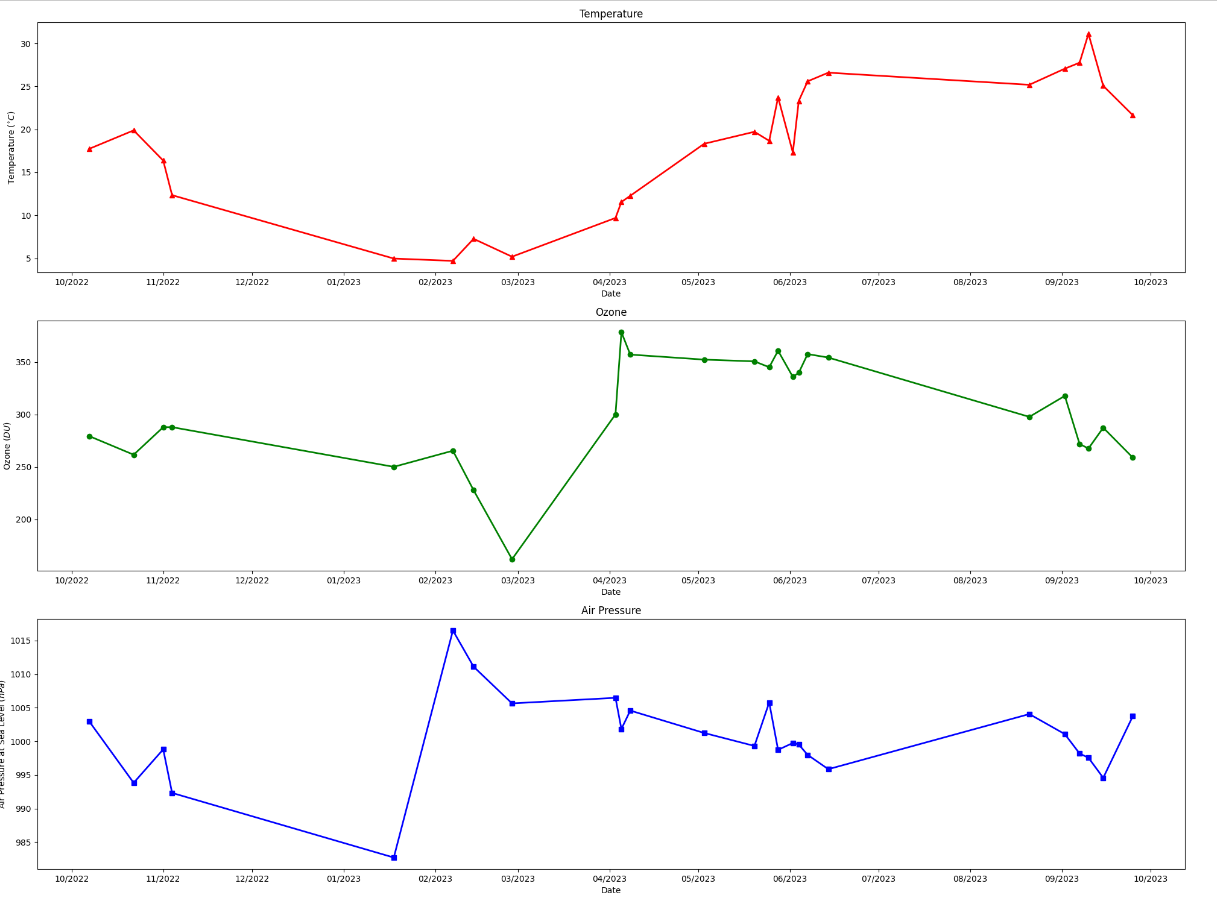 Temperature
Temperature (°C)
30
25
20
15
10
5
10/2022 11/2022 12/2022 01/2023 02/2023 03/2023 04/2023 05/2023 06/2023 07/2023 08/2023 09/2023 10/2023
Date
Ozone
Ozone (DU)
350
300
250
200
10/2022 11/2022 12/2022 01/2023 02/2023 03/2023 04/2023 05/2023 06/2023 07/2023 08/2023 09/2023 10/2023
Date
Air Pressure
Air Pressure at Sea Level (hPa)
1015
1010
1005
1000
995
990
985
10/2022 11/2022 12/2022 01/2023 02/2023 03/2023 04/2023 05/2023 06/2023 07/2023 08/2023 09/2023 10/2023
Date